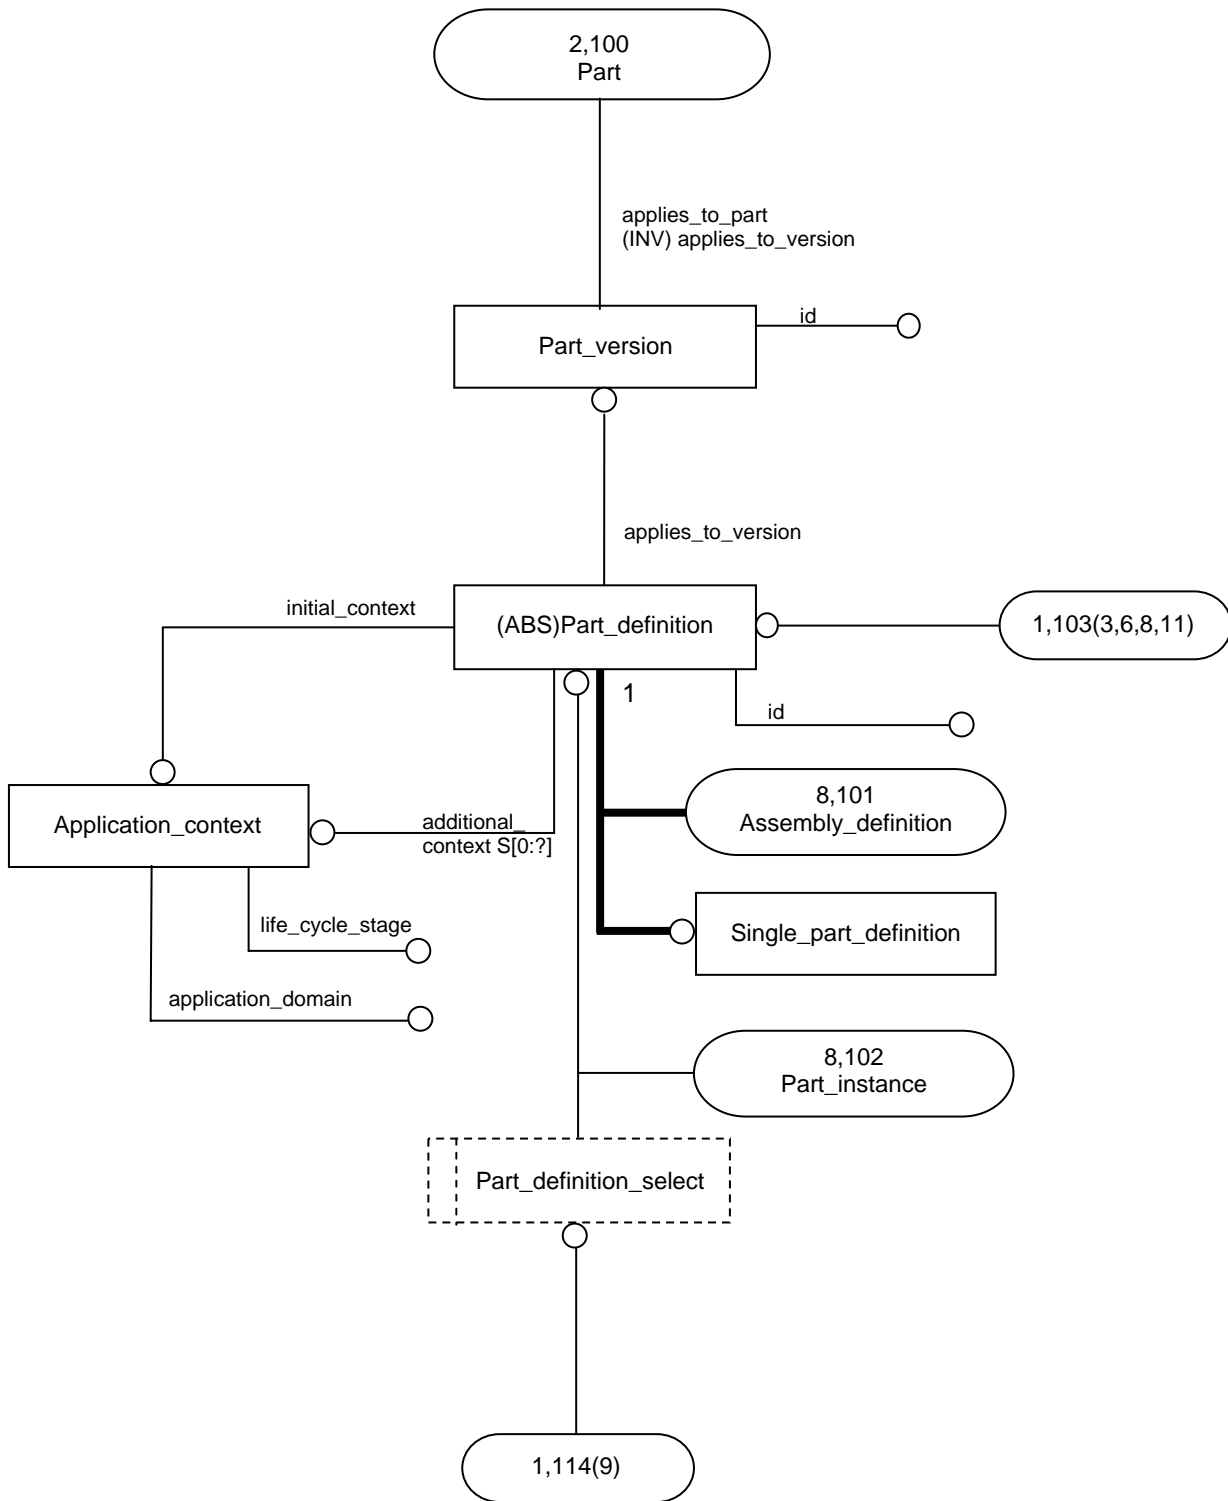 2,100
Part
applies_to_part
(INV) applies_to_version
id
Part_version
applies_to_version
initial_context
(ABS)Part_definition
1,103(3,6,8,11)
1
id
8,101
Assembly_definition
Application_context
additional_
context S[0:?]
life_cycle_stage
Single_part_definition
application_domain
8,102
Part_instance
Part_definition_select
1,114(9)